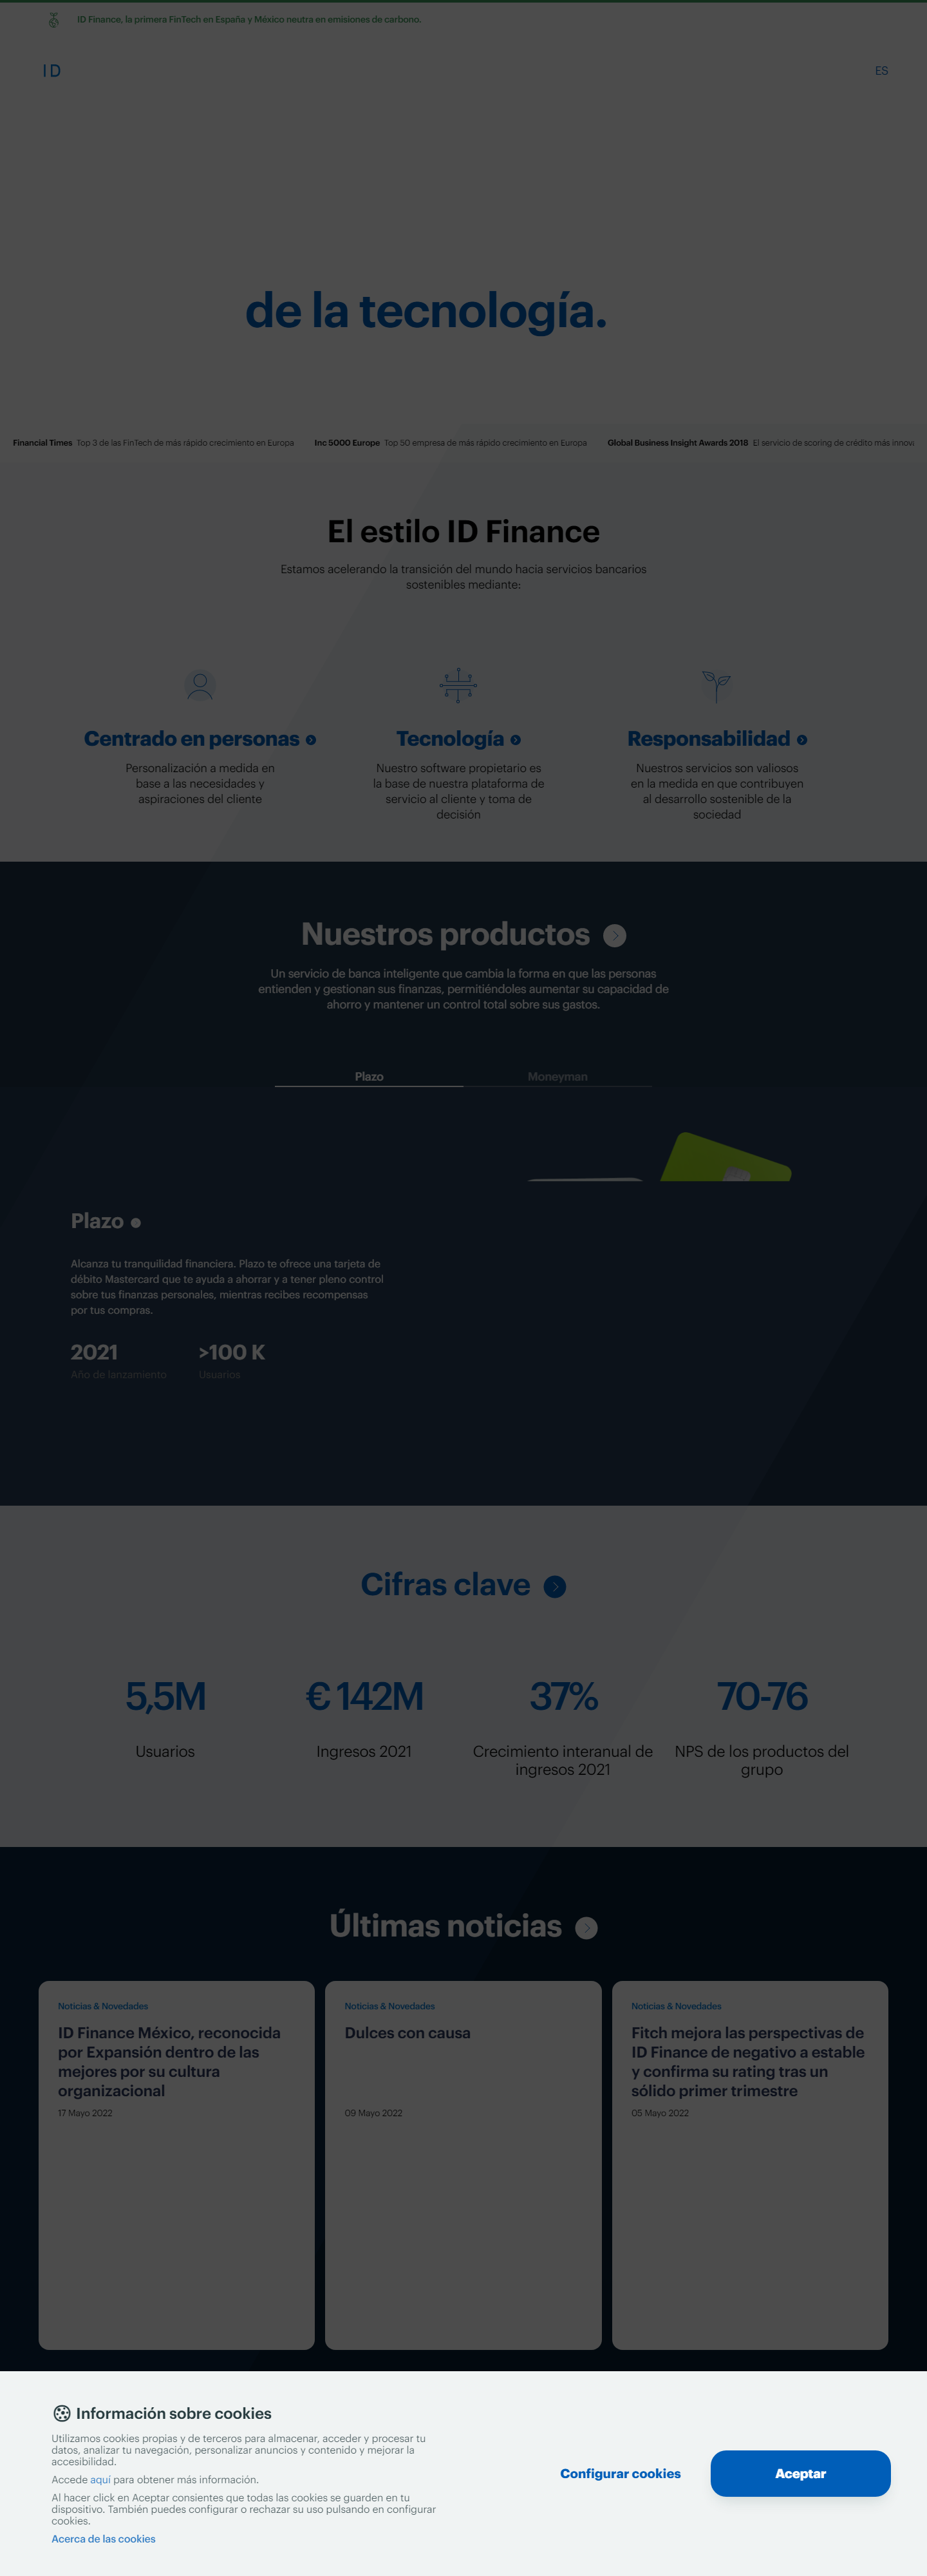 ID Finance, la primera FinTech en España y México neutra en emisiones de carbono.
ID
ES
de la tecnología.
Financial Times Top 3 de las FinTech de más rápido crecimiento en Europa Inc 5000 Europe Top 50 empresa de más rápido crecimiento en Europa Global Business Insight Awards 2018 El servicio de scoring de crédito más
El estilo ID Finance
Estamos acelerando la transición del mundo hacia servicios bancarios
sostenibles mediante:
Centrado en personas
Personalización a medida en
base a las necesidades y
aspiraciones del cliente
Tecnología
Nuestro software propietario es
la base de nuestra plataforma de
servicio al cliente y toma de
decisión
Responsabilidad
Nuestros servicios son valiosos
en la medida en que contribuyen
al desarrollo sostenible de la
sociedad
Nuestros productos
Un servicio de banca inteligente que cambia la forma en que las personas
entienden y gestionan sus finanzas, permitiéndoles aumentar su capacidad de
ahorro y mantener un control total sobre sus gastos.
Plazo Moneyman
Plazo
Alcanza tu tranquilidad financiera. Plazo te ofrece una tarjeta de
débito Mastercard que te ayuda a ahorrar y a tener pleno control
sobre tus finanzas personales, mientras recibes recompensas
por tus compras.
2021 >100 K
Año de lanzamiento Usuarios
Cifras clave
5,5M
Usuarios
€ 142M
Ingresos 2021
37%
Crecimiento interanual de
ingresos 2021
70-76
NPS de los productos del
grupo
Últimas noticias
Noticias & Novedades
ID Finance México, reconocida
por Expansión dentro de las
mejores por su cultura
organizacional
17 Mayo 2022
Noticias & Novedades
Dulces con causa
09 Mayo 2022
Noticias & Novedades
Fitch mejora las perspectivas de
ID Finance de negativo a estable
y confirma su rating tras un
sólido primer trimestre
05 Mayo 2022
Información sobre cookies
Utilizamos cookies propias y de terceros para almacenar, acceder y procesar tu
datos, analizar tu navegación, personalizar anuncios y contenido y mejorar la
accesibilidad.
Accede aquí para obtener más información.
Al hacer click en Aceptar consientes que todas las cookies se guarden en tu
dispositivo. También puedes configurar o rechazar su uso pulsando en configurar
cookies.
Acerca de las cookies
Configurar cookies
Aceptar